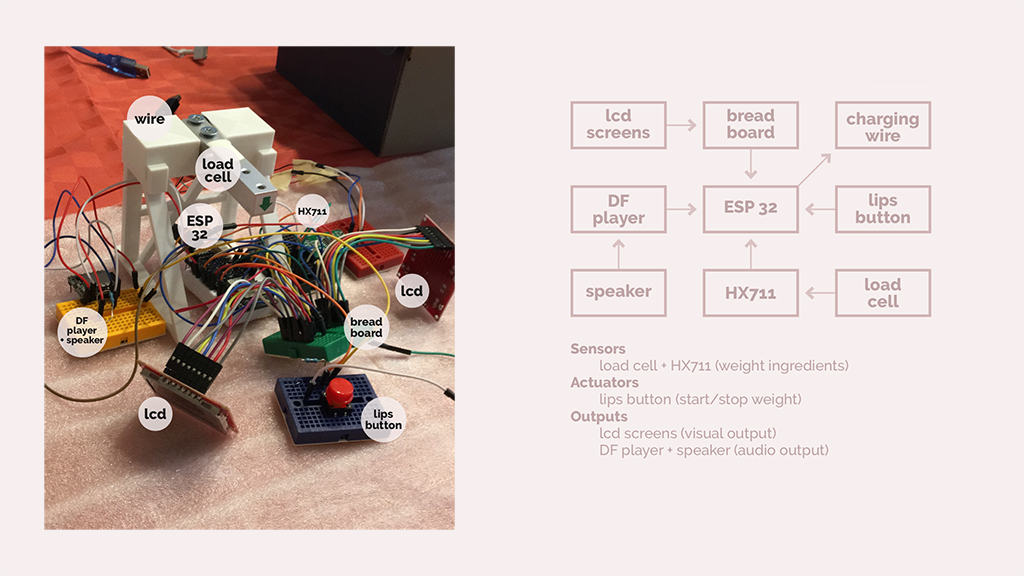 wire
load
cell
ESP
32
HX711
lcd
DF
player
+ speaker
bread
board
lcd
lips
button
lcd
screens
bread
board
charging
wire
DF
player
ESP 32
lips
button
speaker
HX711
load
cell
Sensors
load cell + HX711 (weight ingredients)
Actuators
lips button (start/stop weight)
Outputs
lcd screens (visual output)
DF player + speaker (audio output)